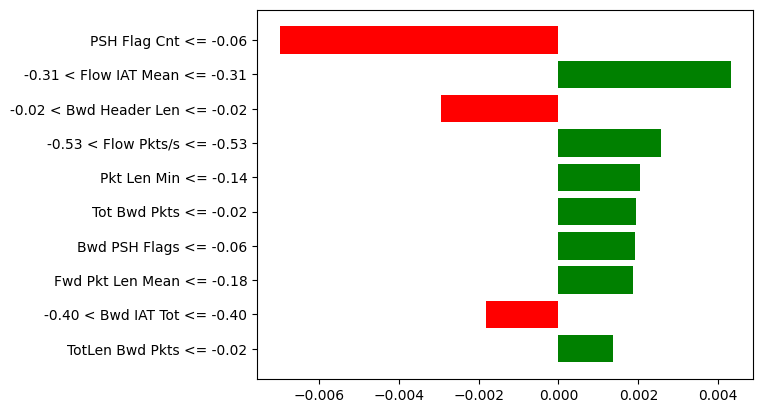 PSH Flag Cnt <= -0.06
-0.31 < Flow IAT Mean <= -0.31
-0.02 < Bwd Header Len <= -0.02
-0.53 < Flow Pkts/s <= -0.53
Pkt Len Min <= -0.14
Tot Bwd Pkts <= -0.02
Bwd PSH Flags <= -0.06
Fwd Pkt Len Mean <= -0.18
-0.40 < Bwd IAT Tot <= -0.40
TotLen Bwd Pkts <= -0.02
−0.006 −0.004 −0.002 0.000 0.002 0.004